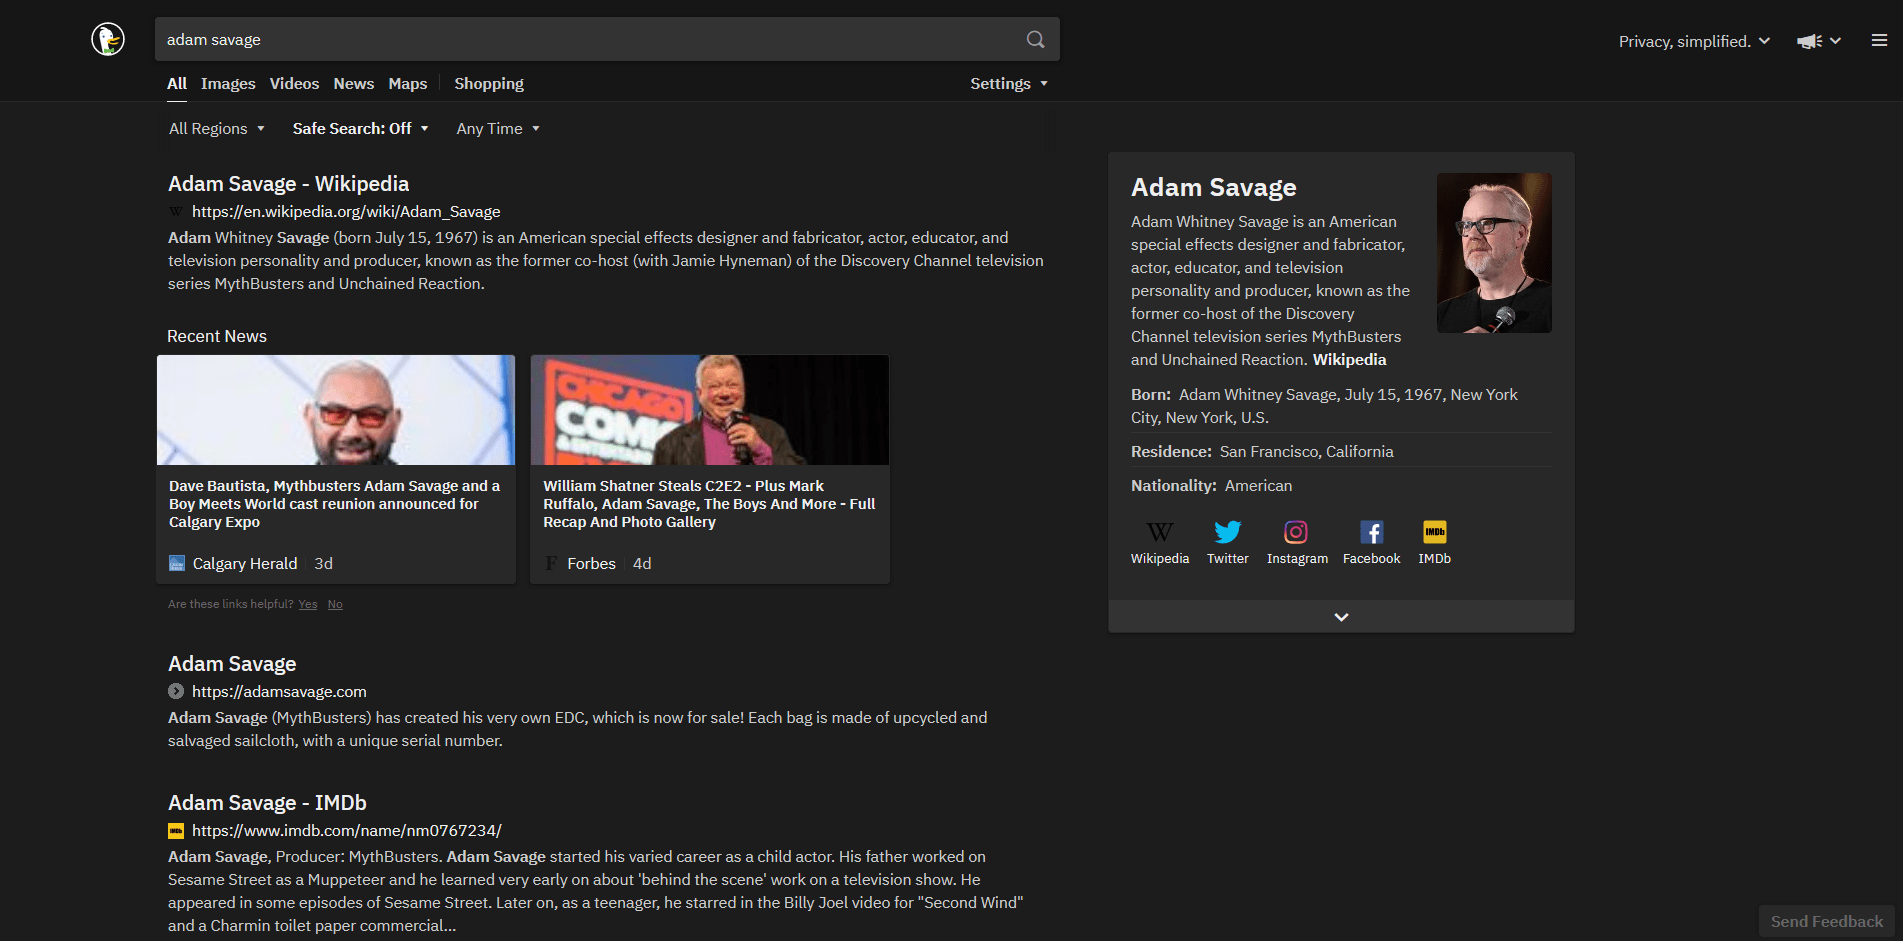 adam savage
Privacy, simplified.
All Images Videos News Maps Shopping
Settings
All Regions Safe Search: Off Any Time
Adam Savage - Wikipedia
W https://en.wikipedia.org/wiki/Adam_Savage
Adam Whitney Savage (born July 15, 1967) is an American special effects designer and fabricator, actor, educator, and
television personality and producer, known as the former co-host (with Jamie Hyneman) of the Discovery Channel television
series MythBusters and Unchained Reaction.
Recent News
CHICAGO
COMIC
& ENTERTAIN
Dave Bautista, Mythbusters Adam Savage and a
Boy Meets World cast reunion announced for
Calgary Expo
Calgary Herald 3d
William Shatner Steals C2E2 - Plus Mark
Ruffalo, Adam Savage, The Boys And More - Full
Recap And Photo Gallery
F Forbes 4d
Are these links helpful? Yes No
Adam Savage
https://adamsavage.com
Adam Savage (MythBusters) has created his very own EDC, which is now for sale! Each bag is made of upcycled and
salvaged sailcloth, with a unique serial number.
Adam Savage - IMDb
IMDb https://www.imdb.com/name/nm0767234/
Adam Savage, Producer: MythBusters. Adam Savage started his varied career as a child actor. His father worked on
Sesame Street as a Muppeteer and he learned very early on about 'behind the scene' work on a television show. He
appeared in some episodes of Sesame Street. Later on, as a teenager, he starred in the Billy Joel video for "Second Wind"
and a Charmin toilet paper commercial...
Adam Savage
Adam Whitney Savage is an American
special effects designer and fabricator,
actor, educator, and television
personality and producer, known as the
former co-host of the Discovery
Channel television series MythBusters
and Unchained Reaction. Wikipedia
Born: Adam Whitney Savage, July 15, 1967, New York
City, New York, U.S.
Residence: San Francisco, California
Nationality: American
W
IMDb
Wikipedia Twitter Instagram Facebook IMDb
Send Feedback